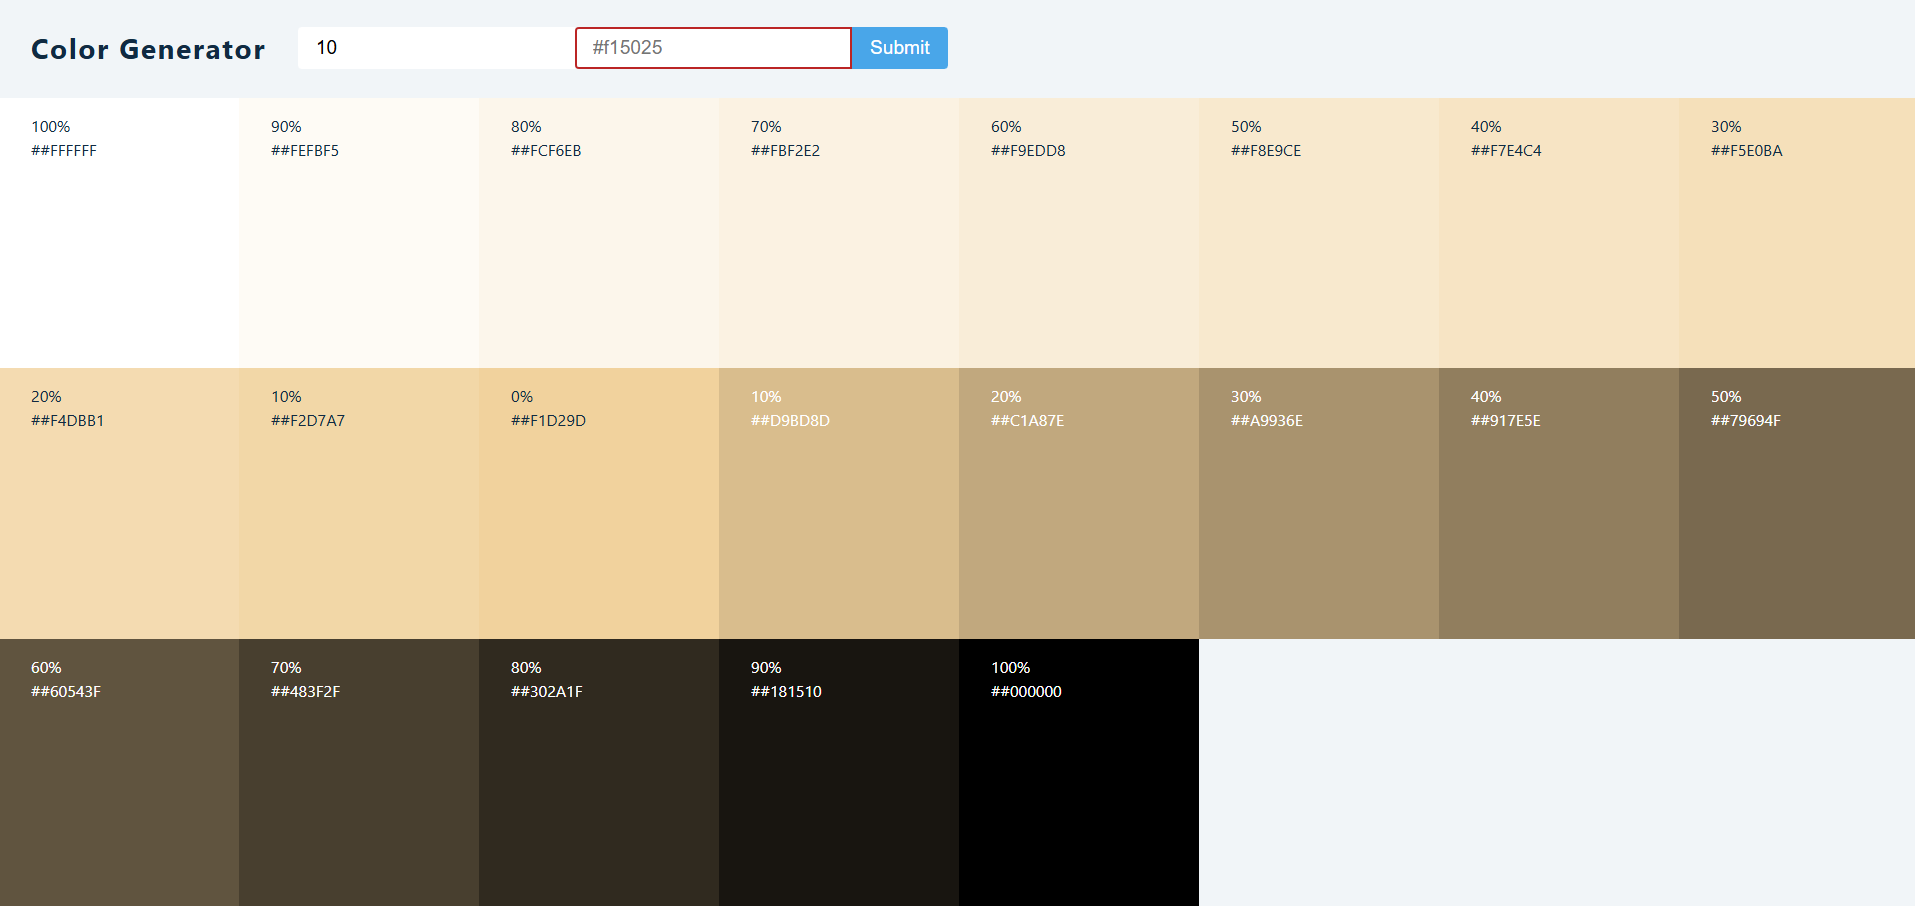 Color Generator
10
#f15025
Submit
100%
##FFFFFF
90%
##FEFBF5
80%
##FCF6EB
70%
##FBF2E2
60%
##F9EDD8
50%
##F8E9CE
40%
##F7E4C4
30%
##F5E0BA
20%
##F4DBB1
10%
##F2D7A7
0%
##F1D29D
10%
##D9BD8D
20%
##C1A87E
30%
##A9936E
40%
##917E5E
50%
##79694F
60%
##60543F
70%
##483F2F
80%
##302A1F
90%
##181510
100%
##000000